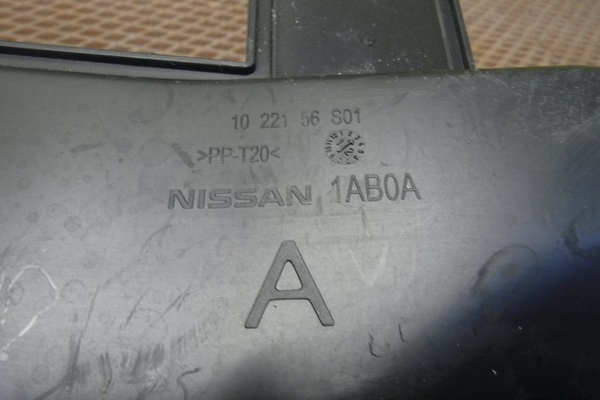 10 221 56 S01
>PP-T20<
NISSAN 1AB0A
A